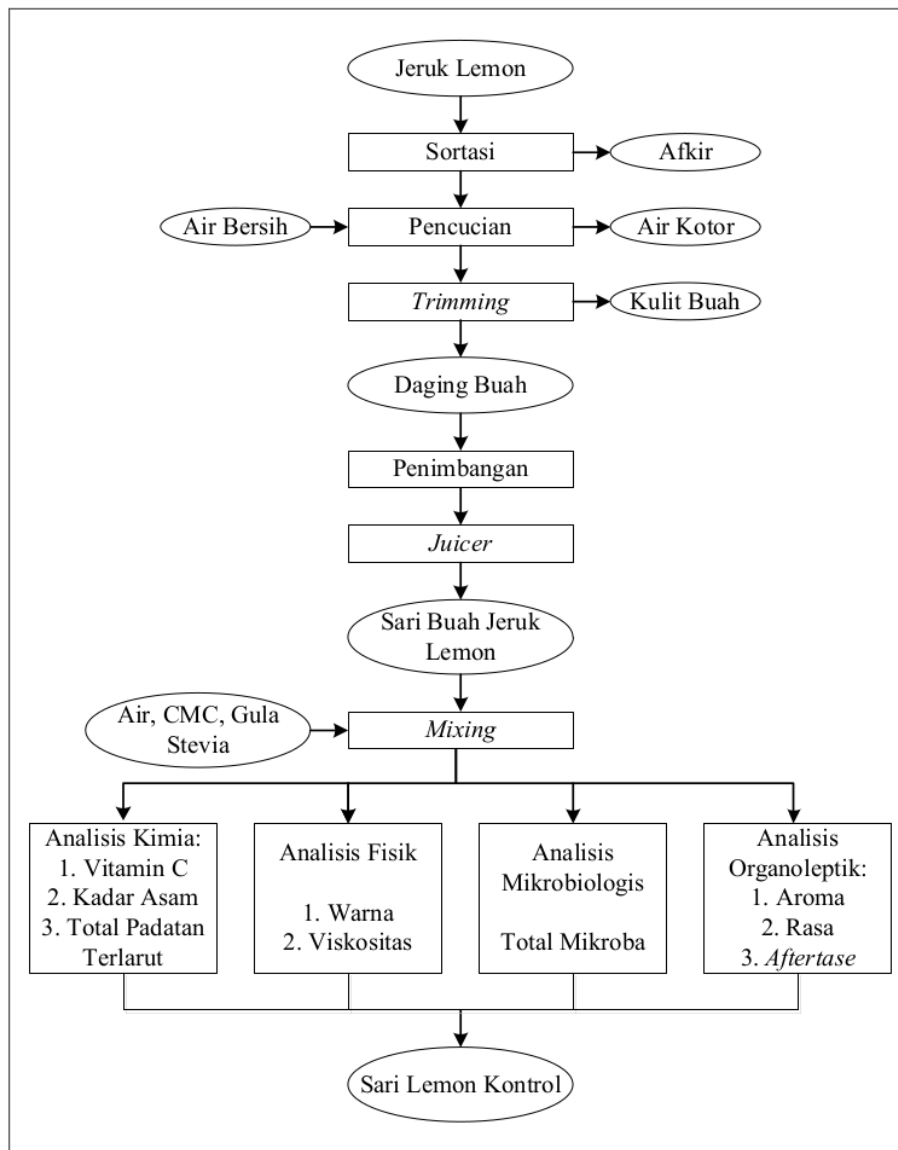 Jeruk Lemon
Sortasi
Afkir
Air Bersih
Pencucian
Air Kotor
Trimming
Kulit Buah
Daging Buah
Penimbangan
Juicer
Sari Buah Jeruk
Lemon
Air, CMC, Gula
Stevia
Mixing
Analisis Kimia:
1. Vitamin C
2. Kadar Asam
3. Total Padatan
Terlarut
Analisis Fisik
1. Warna
2. Viskositas
Analisis
Mikrobiologis
Total Mikroba
Analisis
Organoleptik:
1. Aroma
2. Rasa
3. Aftertase
Sari Lemon Kontrol